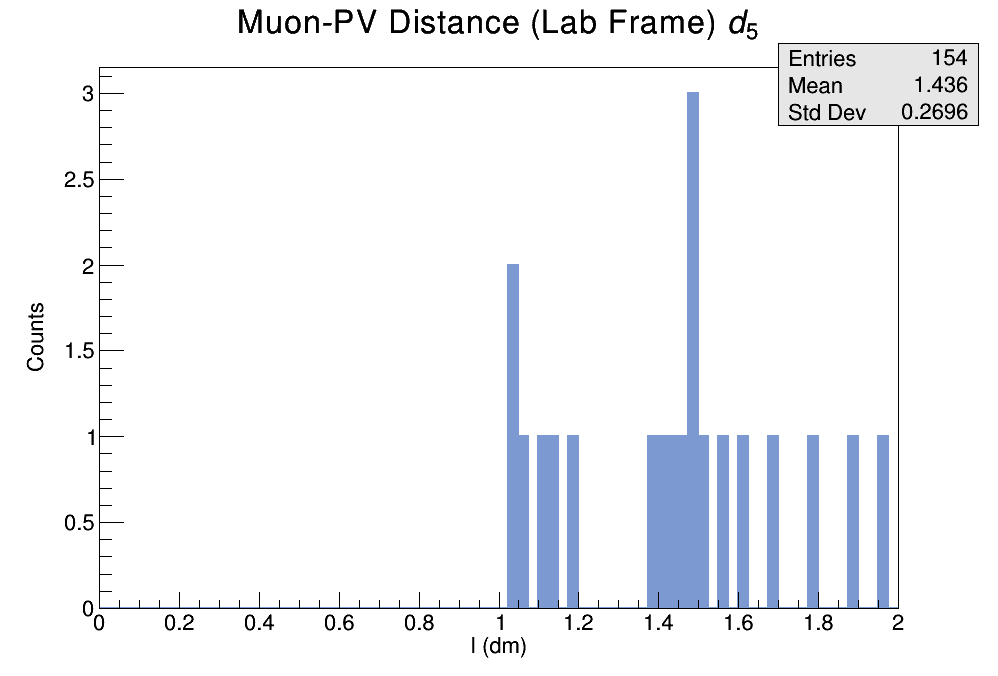 Muon-PV Distance (Lab Frame) d5
Entries 154
Mean 1.436
Std Dev 0.2696
3
2.5
2
1.5
1
0.5
0
Counts
0 0.2 0.4 0.6 0.8 1 1.2 1.4 1.6 1.8 2
l (dm)